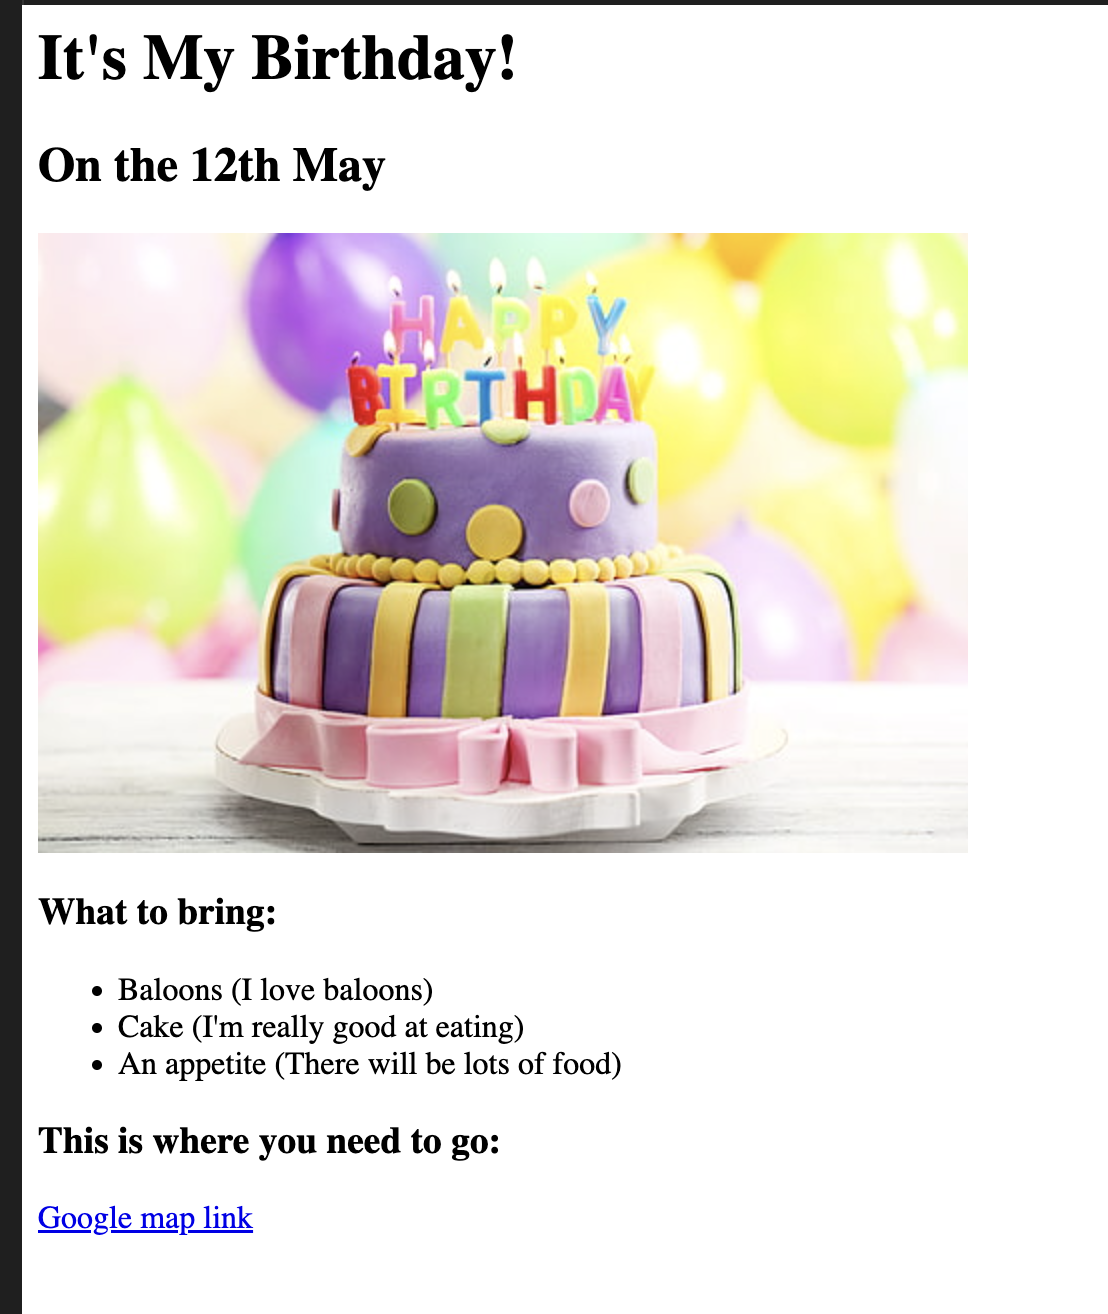 It's My Birthday!
On the 12th May
HAPPY
BIRTHDAY
What to bring:
Baloons (I love baloons)
Cake (I'm really good at eating)
An appetite (There will be lots of food)
This is where you need to go:
Google map link